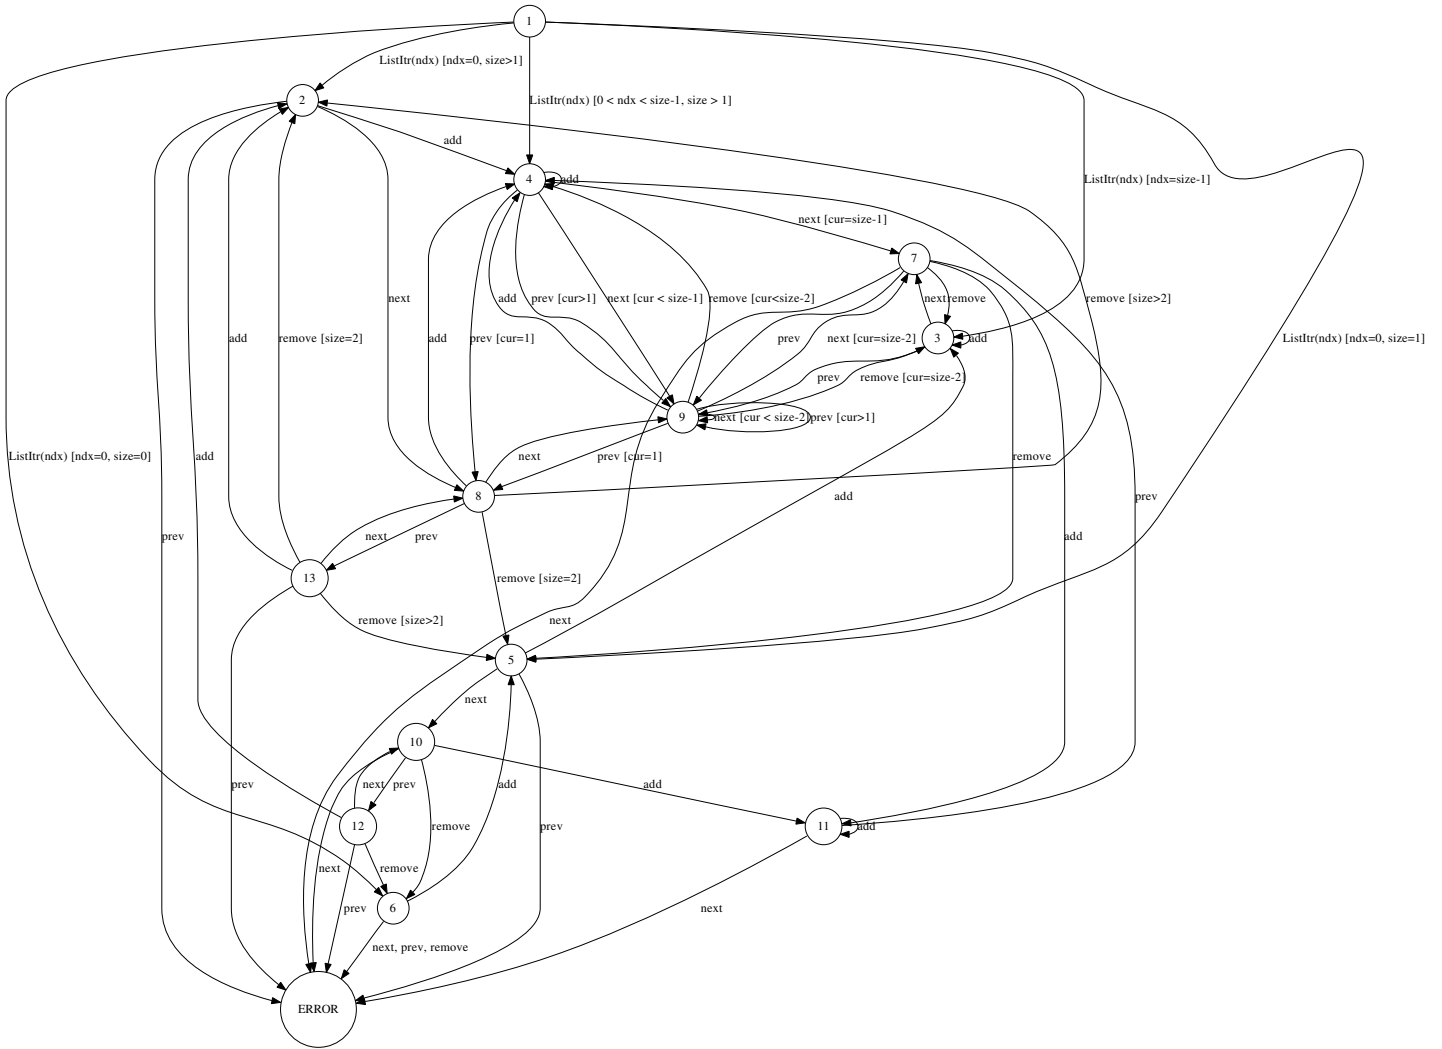 1
ListItr(ndx) [ndx=0, size>1]
2
ListItr(ndx) [0 < ndx < size-1, size > 1]
add
4
add
ListItr(ndx) [ndx=size-1]
next [cur=size-1]
7
next
add
prev [cur>1]
next [cur < size-1]
remove [cur<size-2]
next
remove
remove [size>2]
add
remove [size=2]
add
prev [cur=1]
prev
next [cur=size-2]
3
add
ListItr(ndx) [ndx=0, size=1]
prev
remove [cur=size-2]
9
next [cur < size-2]
prev [cur>1]
ListItr(ndx) [ndx=0, size=0]
add
next
prev [cur=1]
remove
8
add
prev
prev
next
prev
add
13
remove [size=2]
remove [size>2]
next
5
next
10
prev
next
prev
add
add
12
remove
11
add
next
remove
prev
6
next
next, prev, remove
ERROR